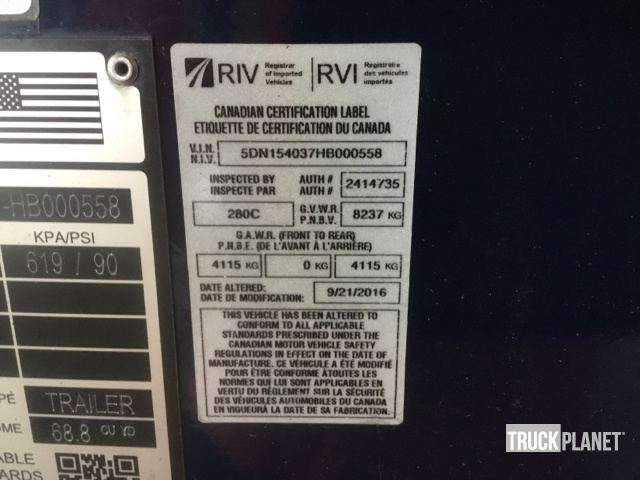 RIV Registrar of Imported Vehicles RVI Registraire des véhicules importés
CANADIAN CERTIFICATION LABEL
ETIQUETTE DE CERTIFICATION DU CANADA
V.I.N. N.I.V. 5DN154037HB000558
INSPECTED BY AUTH #
INSPECTE PAR AUTH # 2414735
280C G.V.W.R. P.N.B.V. 8237 KG
G.A.W.R. (FRONT TO REAR)
P.N.B.E. (DE L'AVANT À L'ARRIÈRE)
4115 KG 0 KG 4115 KG
DATE ALTERED:
DATE DE MODIFICATION: 9/21/2016
THIS VEHICLE HAS BEEN ALTERED TO
CONFORM TO ALL APPLICABLE
STANDARDS PRESCRIBED UNDER THE
CANADIAN MOTOR VEHICLE SAFETY
REGULATIONS IN EFFECT ON THE DATE OF
MANUFACTURE. CE VÉHICULE A ÉTÉ MODIFIÉ
POUR ÊTRE CONFORME ÀTOUTES LES
NORMES QUI LUI SONT APPLICABLES EN
VERTU DU RÈGLEMENT SUR LA SÉCURITÉ
DES VÉHICULES AUTOMOBILES DU CANADA
EN VIGUEURÀ LA DATE DE SA FABRICATION.
-HB000558
KPA/PSI
619 / 90
PÉ TRAILER
OME 68.8 CU YD
ABLE
ARDS
TRUCKPLANET